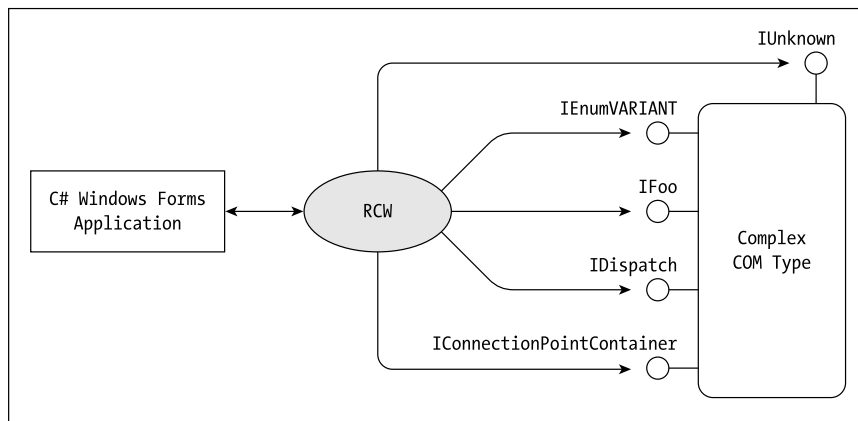 IUnknown
IEnumVARIANT
C# Windows Forms
Application
RCW
IFoo
Complex
COM Type
IDispatch
IConnectionPointContainer